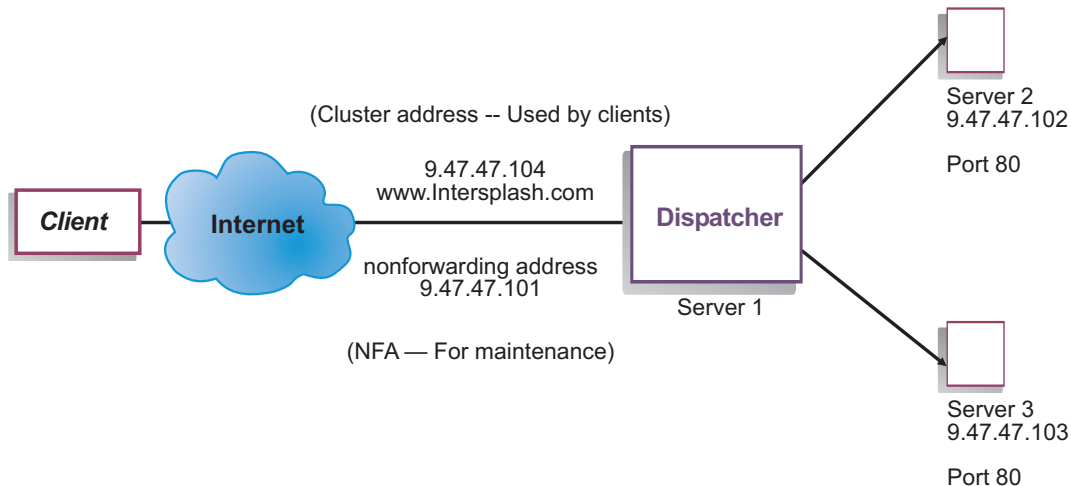 Client
Internet
(Cluster address -- Used by clients)
9.47.47.104
www.Intersplash.com
nonforwarding address
9.47.47.101
(NFA — For maintenance)
Dispatcher
Server 1
Server 2
9.47.47.102
Port 80
Server 3
9.47.47.103
Port 80